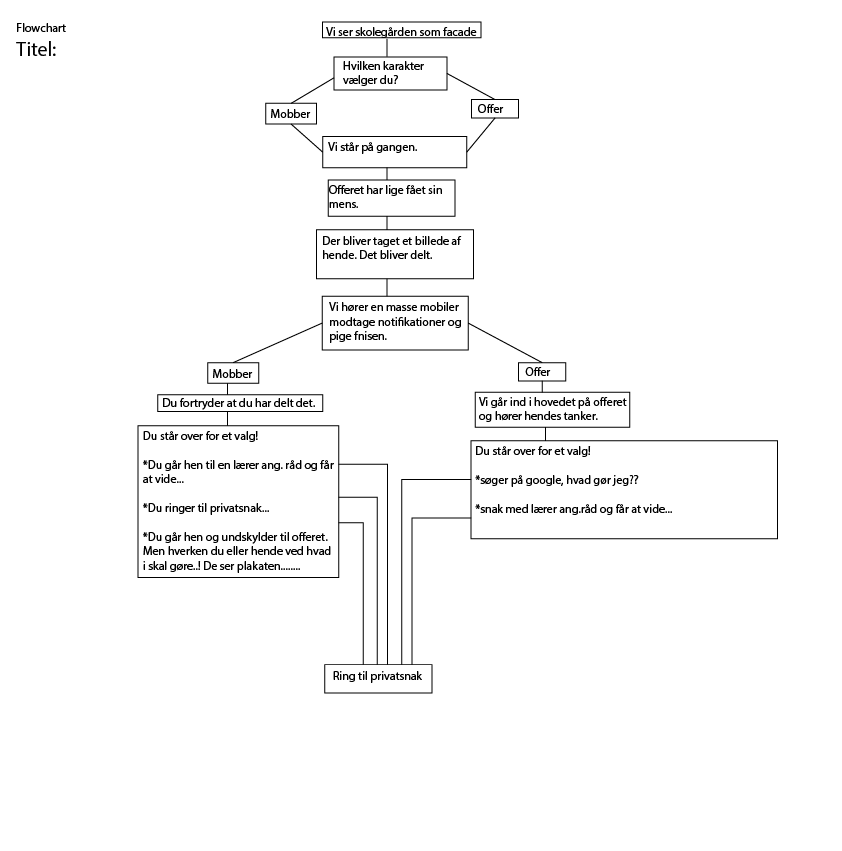 Flowchart
Titel:
Vi ser skolegården som facade
Hvilken karakter
vælger du?
Mobber
Offer
Vi står på gangen.
Offeret har lige fået sin
mens.
Der bliver taget et billede af
hende. Det bliver delt.
Vi hører en masse mobiler
modtage notifikationer og
pige fnisen.
Mobber
Offer
Du fortryder at du har delt det.
Vi går ind i hovedet på offeret
og hører hendes tanker.
Du står over for et valg!
*Du går hen til en lærer ang. råd og får
at vide...
*Du ringer til privatsnak...
*Du går hen og undskylder til offeret.
Men hverken du eller hende ved hvad
i skal gøre..! De ser plakaten........
Du står over for et valg!
*søger på google, hvad gør jeg??
*snak med lærer ang.råd og får at vide...
Ring til privatsnak